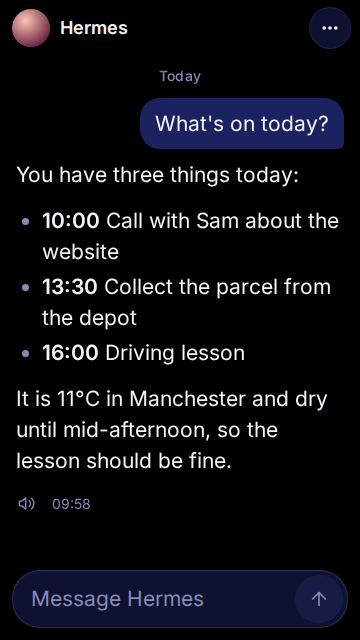 Hermes
Today
What's on today?
You have three things today:
10:00 Call with Sam about the
website
13:30 Collect the parcel from
the depot
16:00 Driving lesson
It is 11°C in Manchester and dry
until mid-afternoon, so the
lesson should be fine.
09:58
Message Hermes